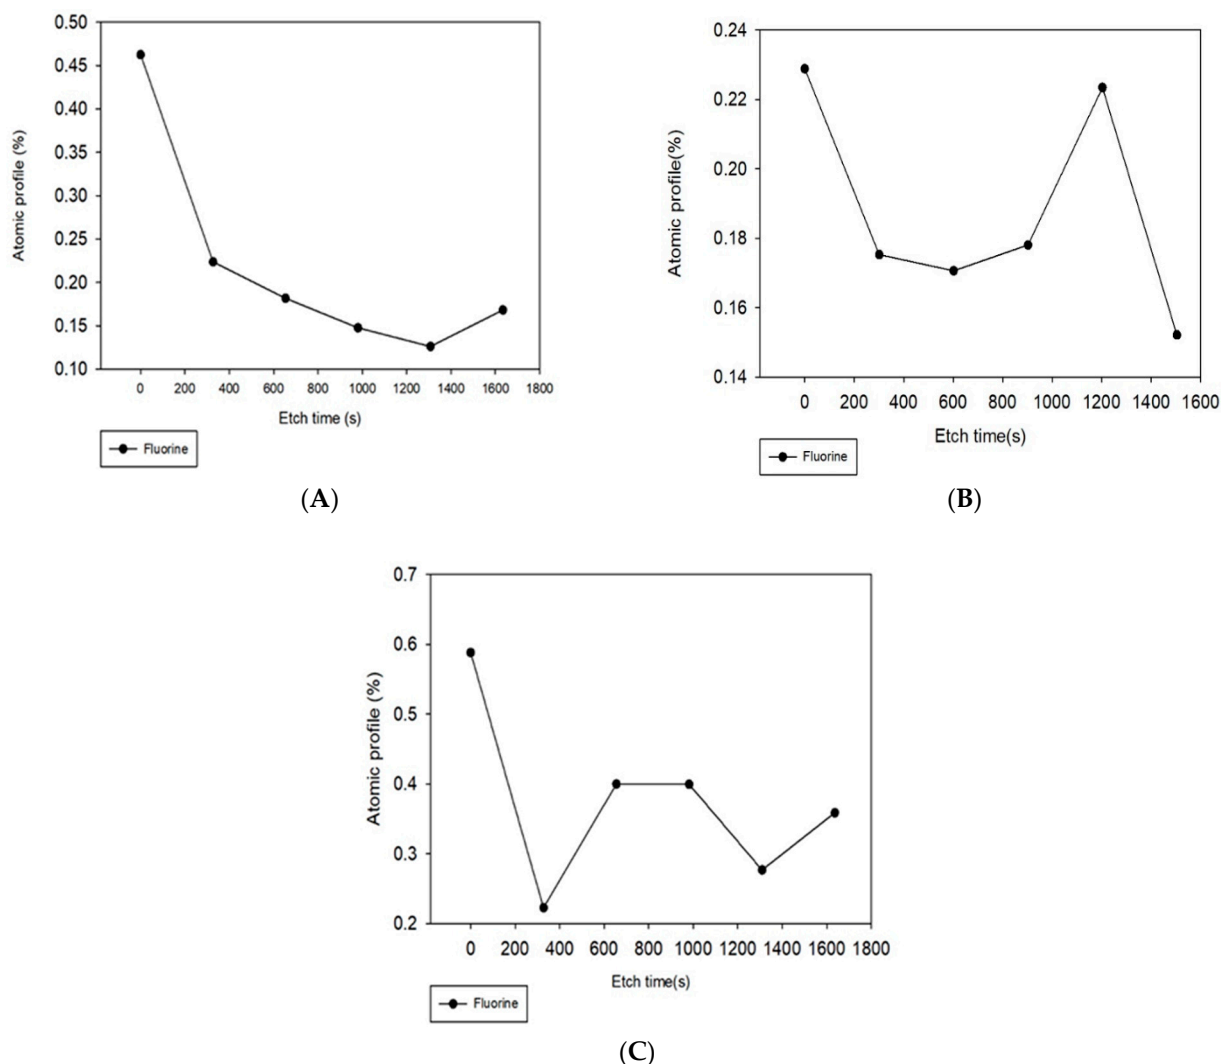 0.50
0.45
0.40
0.35
0.30
0.25
0.20
0.15
0.10
Atomic profile (%)
0 200 400 600 800 1000 1200 1400 1600 1800
Etch time (s)
Fluorine
(A)
0.24
0.22
0.20
0.18
0.16
0.14
Atomic profile(%)
0 200 400 600 800 1000 1200 1400 1600
Etch time(s)
Fluorine
(B)
0.7
0.6
0.5
0.4
0.3
0.2
Atomic profile (%)
0 200 400 600 800 1000 1200 1400 1600 1800
Etch time(s)
Fluorine
(C)